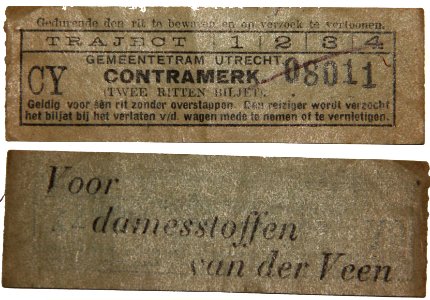 Gedurende den rit te bewaren en op verzoek te vertoonen.
TRAJECT 1 2 3 4
GEMEENTETRAM UTRECHT
CY CONTRAMERK. 08011
(TWEE RITTEN BILJET).
Geldig voor één rit zonder overstappen. Den reiziger wordt verzocht
het biljet bij het verlaten v/d. wagen mede te nemen of te vernietigen.
Voor
damesstoffen
van der Veen